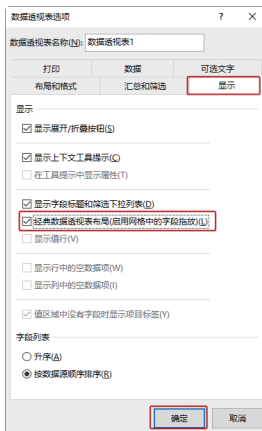 数据透视表选项 ? ×
数据透视表名称(N): 数据透视表1
打印 数据 可选文字
布局和格式 汇总和筛选 显示
显示
显示展开/折叠按钮(S)
显示上下文工具提示(C)
在工具提示中显示属性(T)
显示字段标题和筛选下拉列表(D)
经典数据透视表布局(启用网格中的字段拖放)(L)
显示值行(V)
显示行中的空数据项(W)
显示列中的空数据项(I)
值区域中没有字段时显示项目标签(Y)
字段列表
升序(A)
按数据源顺序排序(R)
确定 取消